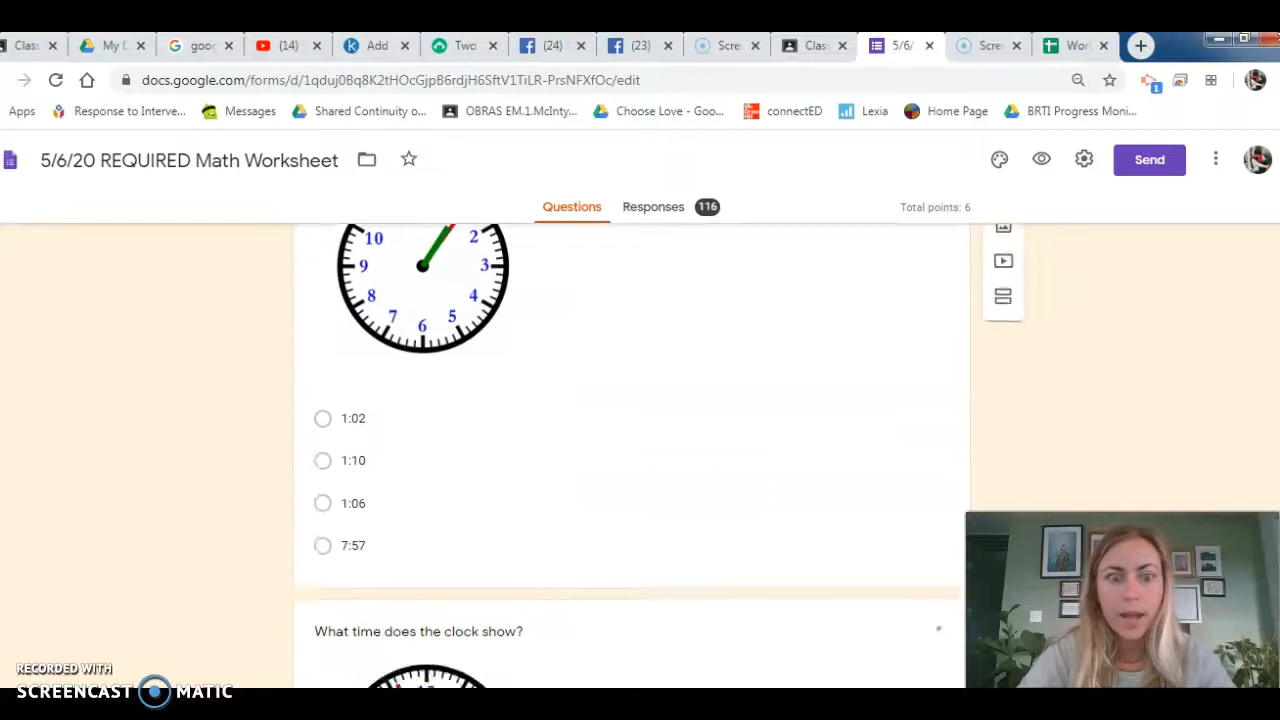 Clas
My D
goog
(14)
Add
Two
(24)
(23)
Scre
Class
5/6/
Scre
Wor
docs.google.com/forms/d/1qduj0Bq8K2tHOcGjpB6rdjH6SftV1TiLR-PrsNFXfOc/edit
1
Apps
Response to Interve...
Messages
Shared Continuity o...
OBRAS EM.1.McInty...
Choose Love - Goo...
connectED
Lexia
Home Page
BRTI Progress Moni...
5/6/20 REQUIRED Math Worksheet
Send
Questions
Responses 116
Total points: 6
10
2
9
3
8
4
7
5
6
1:02
1:10
1:06
7:57
What time does the clock show?
*
RECORDED WITH
SCREENCAST MATIC